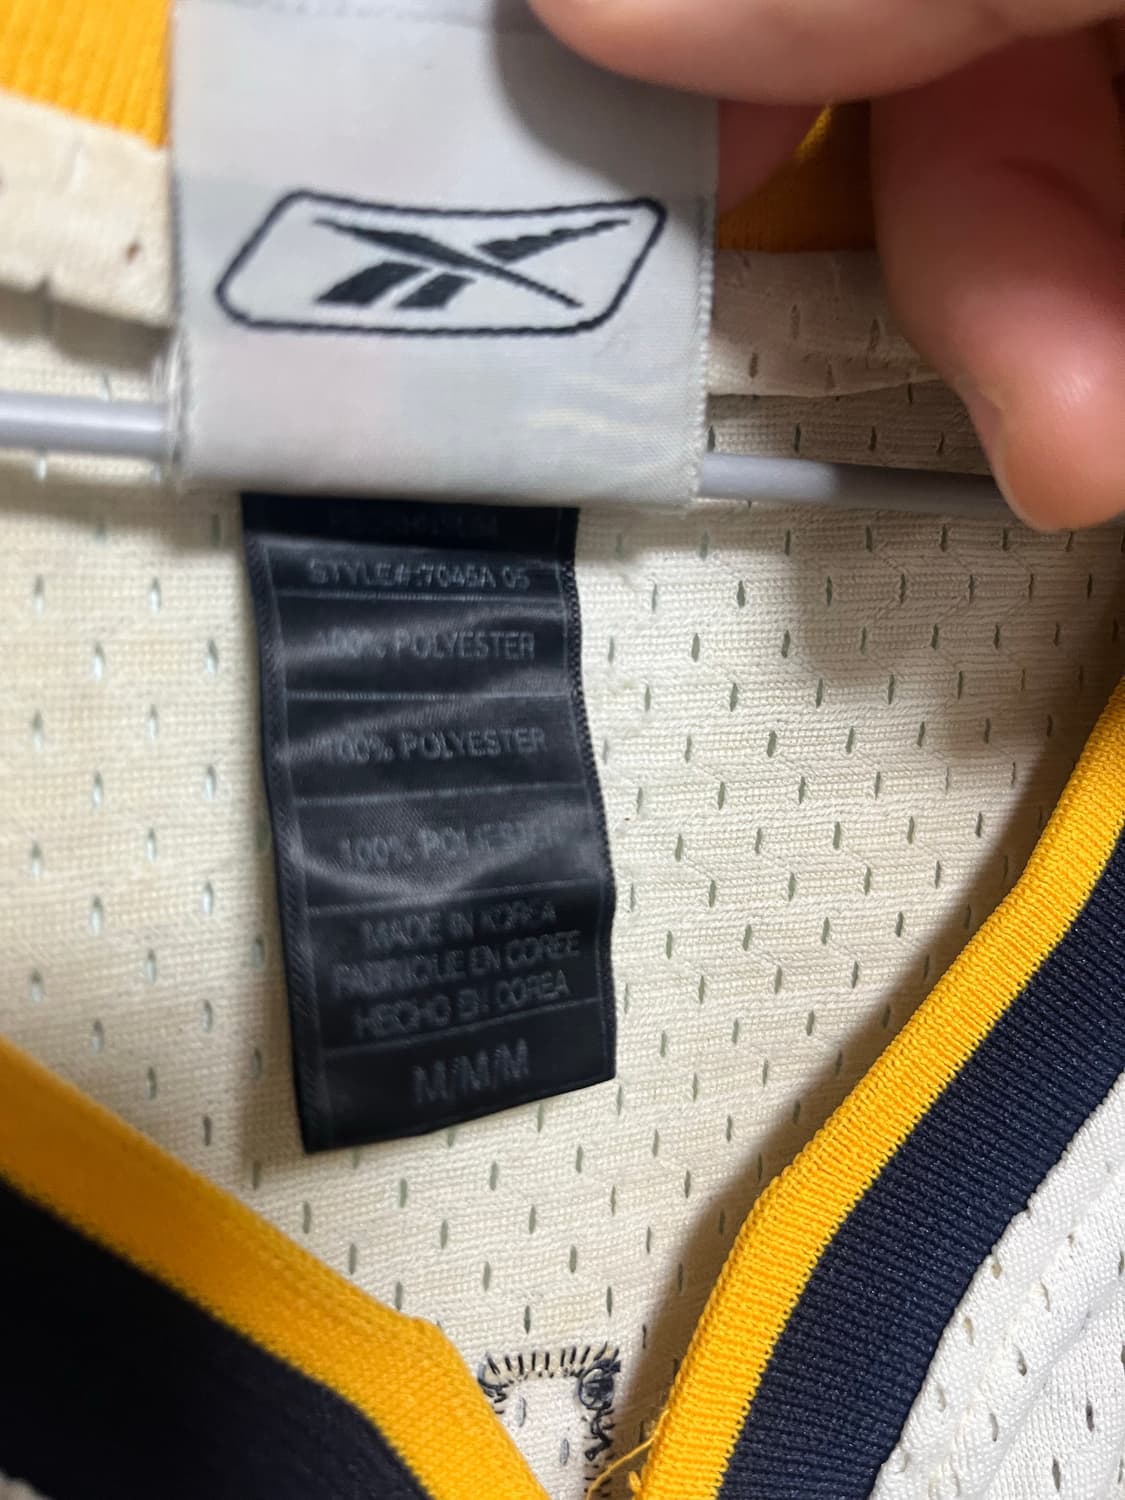 STYLE#:7045A 05
100% POLYESTER
100% POLYESTER
100% POLYESTER
MADE IN KOREA
FABRIQUE EN COREE
HECHO EN COREA
M/M/M